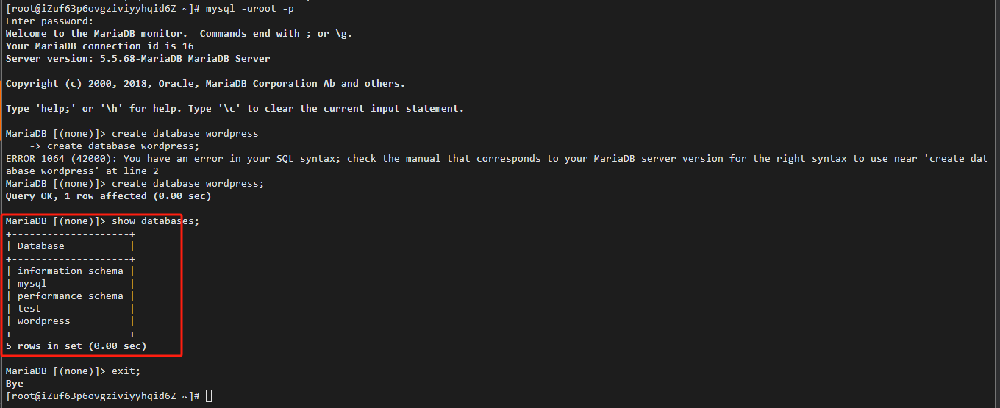 [root@iZuf63p6ovgziviyyhqid6Z ~]# mysql -uroot -p
Enter password:
Welcome to the MariaDB monitor.  Commands end with ; or \g.
Your MariaDB connection id is 16
Server version: 5.5.68-MariaDB MariaDB Server
Copyright (c) 2000, 2018, Oracle, MariaDB Corporation Ab and others.
Type 'help;' or '\h' for help. Type '\c' to clear the current input statement.
MariaDB [(none)]> create database wordpress
    -> create database wordpress;
ERROR 1064 (42000): You have an error in your SQL syntax; check the manual that corresponds to your MariaDB server version for the right syntax to use near 'create dat
abase wordpress' at line 2
MariaDB [(none)]> create database wordpress;
Query OK, 1 row affected (0.00 sec)
MariaDB [(none)]> show databases;
+--------------------+
| Database           |
+--------------------+
| information_schema |
| mysql              |
| performance_schema |
| test               |
| wordpress          |
+--------------------+
5 rows in set (0.00 sec)
MariaDB [(none)]> exit;
Bye
[root@iZuf63p6ovgziviyyhqid6Z ~]#